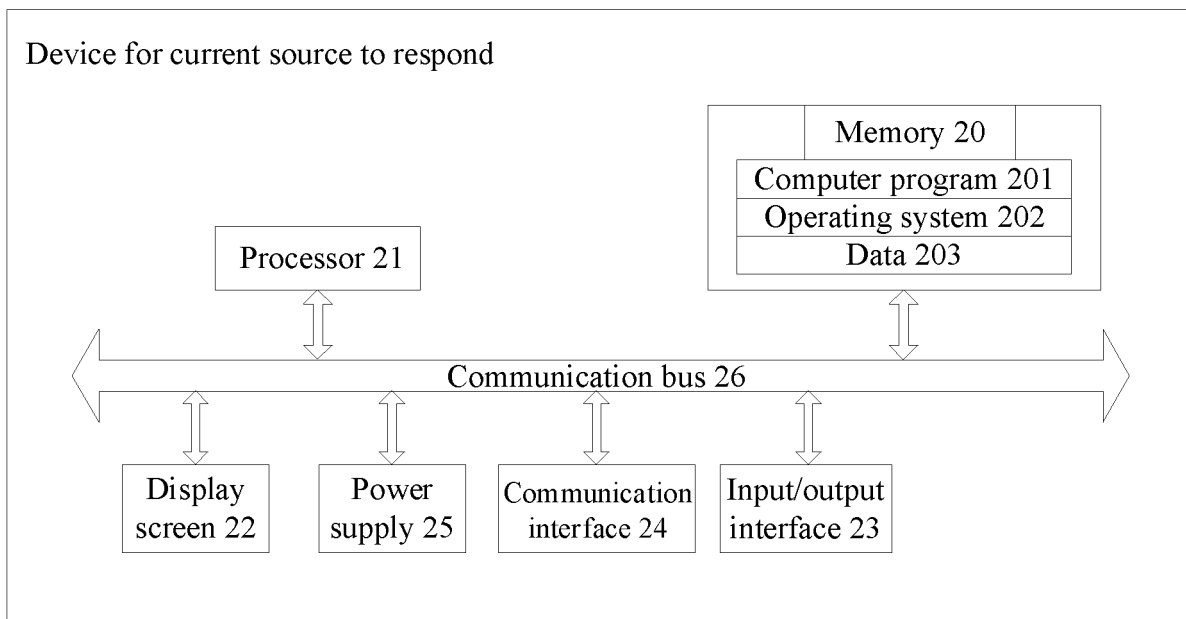 Device for current source to respond
Memory 20
Computer program 201
Operating system 202
Data 203
Processor 21
Communication bus 26
Display
screen 22
Power
supply 25
Communication
interface 24
Input/output
interface 23